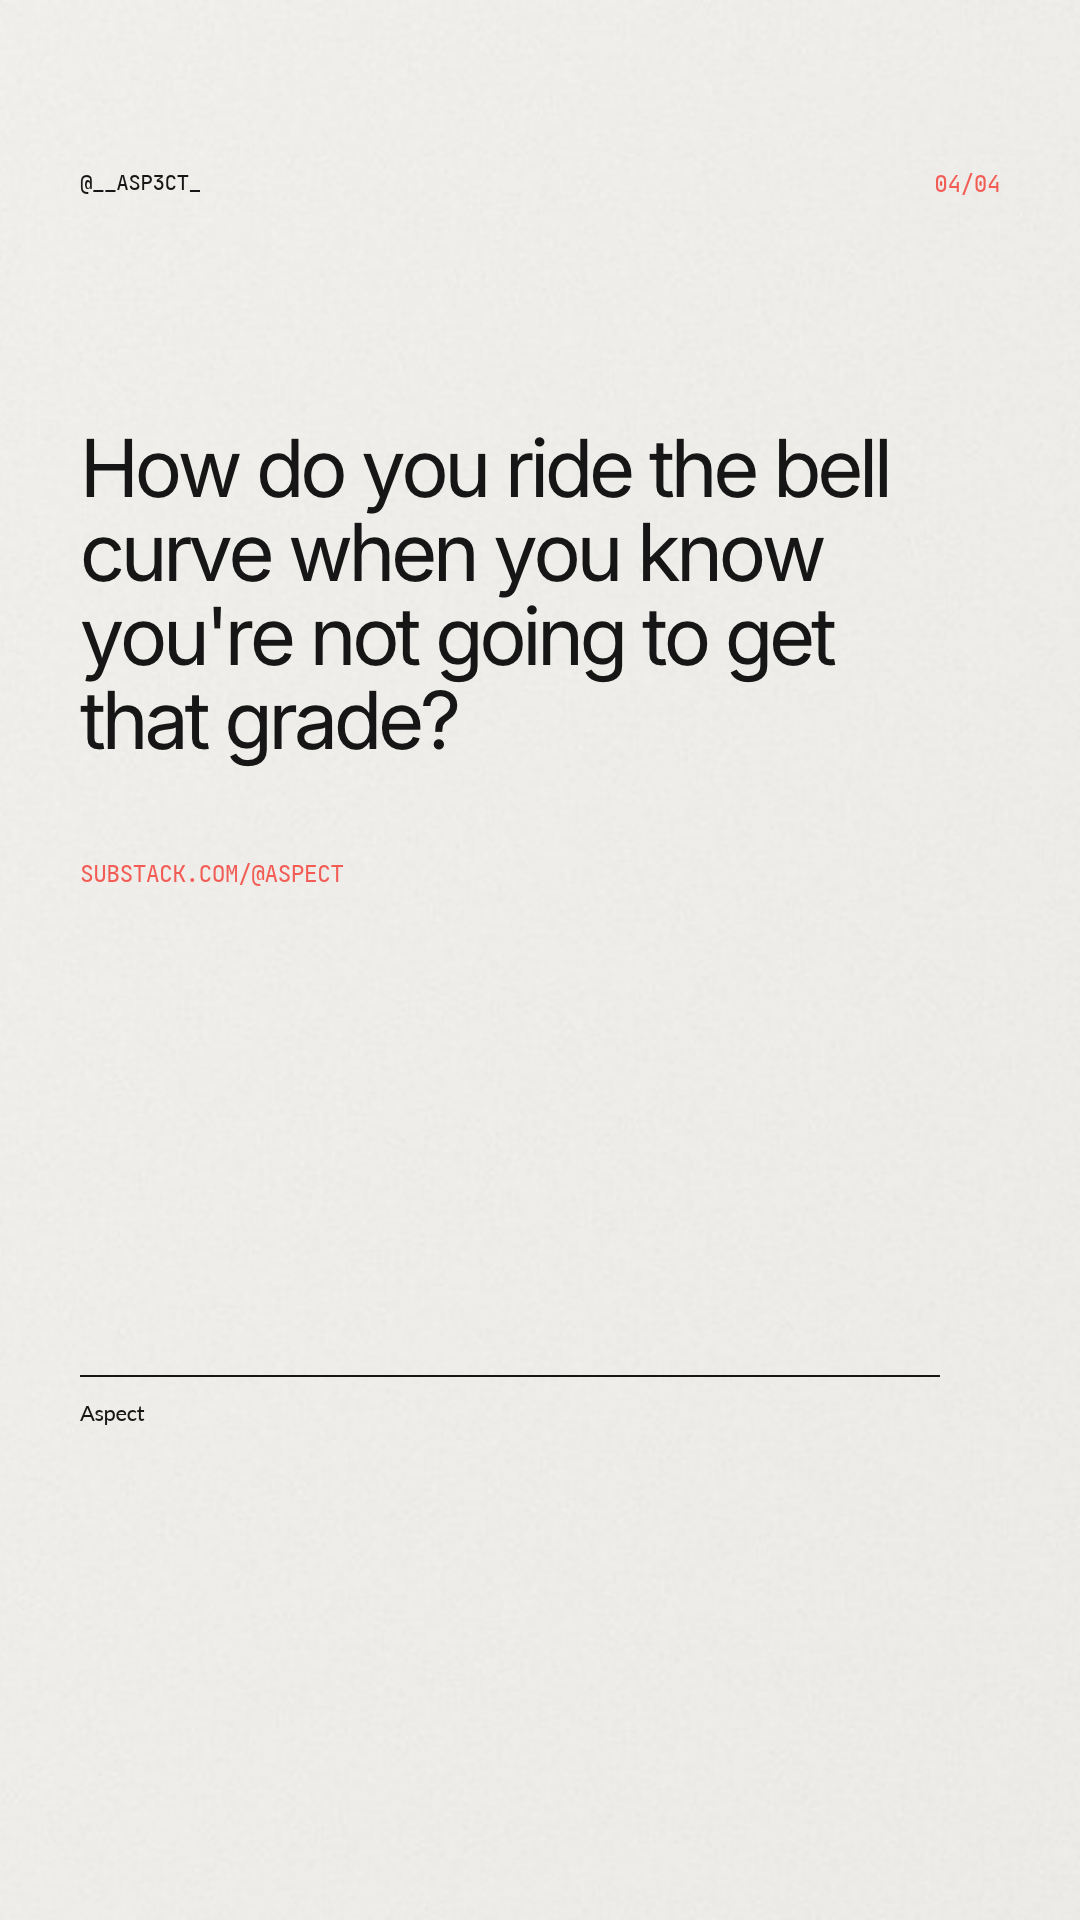 @__ASP3CT_
04/04
How do you ride the bell
curve when you know
you're not going to get
that grade?
SUBSTACK.COM/@ASPECT
Aspect